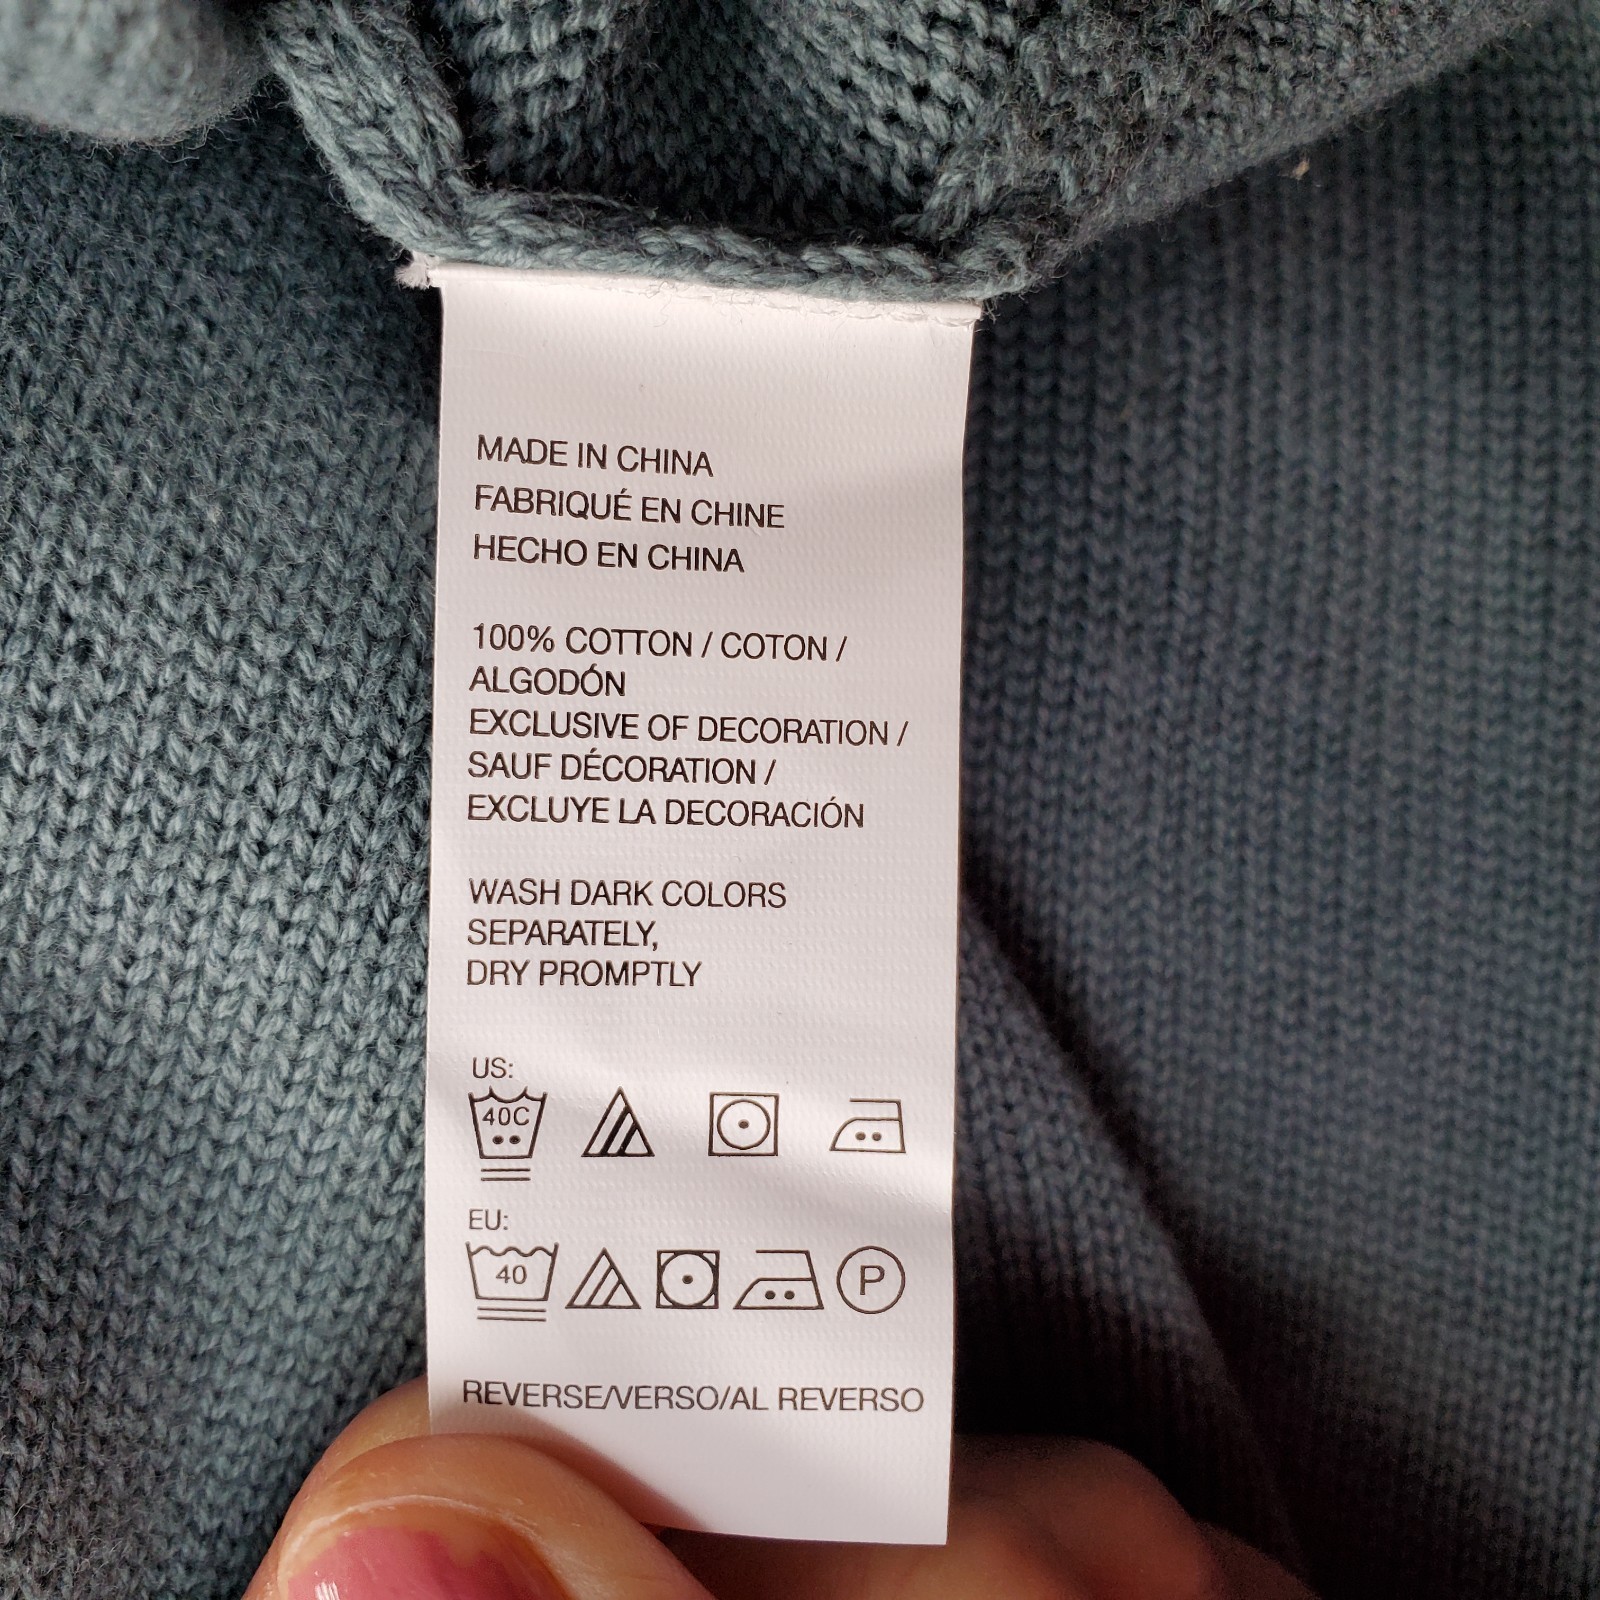 MADE IN CHINA
FABRIQUÉ EN CHINE
HECHO EN CHINA
100% COTTON / COTON /
ALGODÓN
EXCLUSIVE OF DECORATION /
SAUF DÉCORATION /
EXCLUYE LA DECORACIÓN
WASH DARK COLORS
SEPARATELY,
DRY PROMPTLY
US:
40C
EU:
40 P
REVERSE/VERSO/AL REVERSO